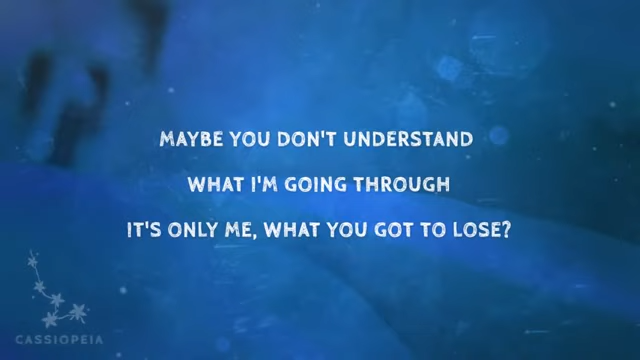 MAYBE YOU DON'T UNDERSTAND
WHAT I'M GOING THROUGH
IT'S ONLY ME, WHAT YOU GOT TO LOSE?
CASSIOPEIA